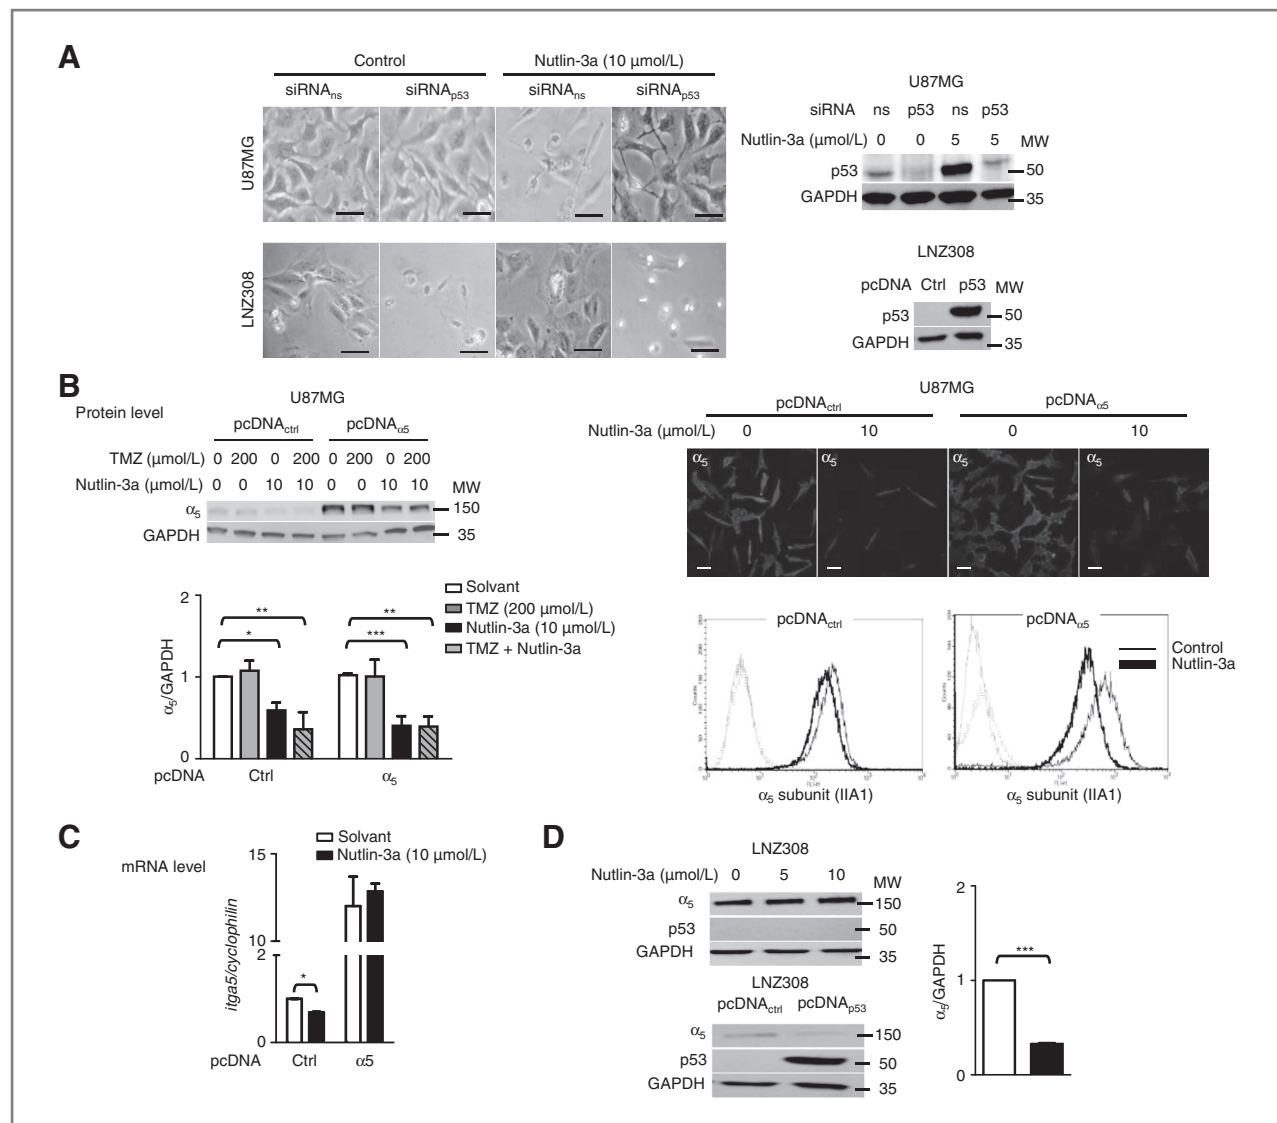 A
Control
Nutlin-3a (10 µmol/L)
siRNAns
siRNAp53
siRNAns
siRNAp53
U87MG
LNZ308
U87MG
siRNA ns p53 ns p53
Nutlin-3a (µmol/L) 0 0 5 5 MW
p53 50
GAPDH 35
LNZ308
pcDNA Ctrl p53 MW
p53 50
GAPDH 35
B
Protein level
U87MG
pcDNActrl pcDNAα5
TMZ (µmol/L) 0 200 0 200 0 200 0 200
Nutlin-3a (µmol/L) 0 0 10 10 0 0 10 10 MW
α5 150
GAPDH 35
Solvant
TMZ (200 µmol/L)
Nutlin-3a (10 µmol/L)
TMZ + Nutlin-3a
α5/GAPDH
2
1
0
** **
* ***
pcDNA Ctrl α5
U87MG
pcDNActrl pcDNAα5
Nutlin-3a (µmol/L) 0 10 0 10
α5 α5 α5 α5
pcDNActrl
pcDNAα5
Control
Nutlin-3a
Counts
Counts
α5 subunit (IIA1)
α5 subunit (IIA1)
C
mRNA level
Solvant
Nutlin-3a (10 µmol/L)
itga5/cyclophilin
15
10
2
0
*
pcDNA Ctrl α5
D
LNZ308
Nutlin-3a (µmol/L) 0 5 10 MW
α5 150
p53 50
GAPDH 35
LNZ308
pcDNActrl pcDNAp53
α5 150
p53 50
GAPDH 35
α5/GAPDH
2
1
0
***